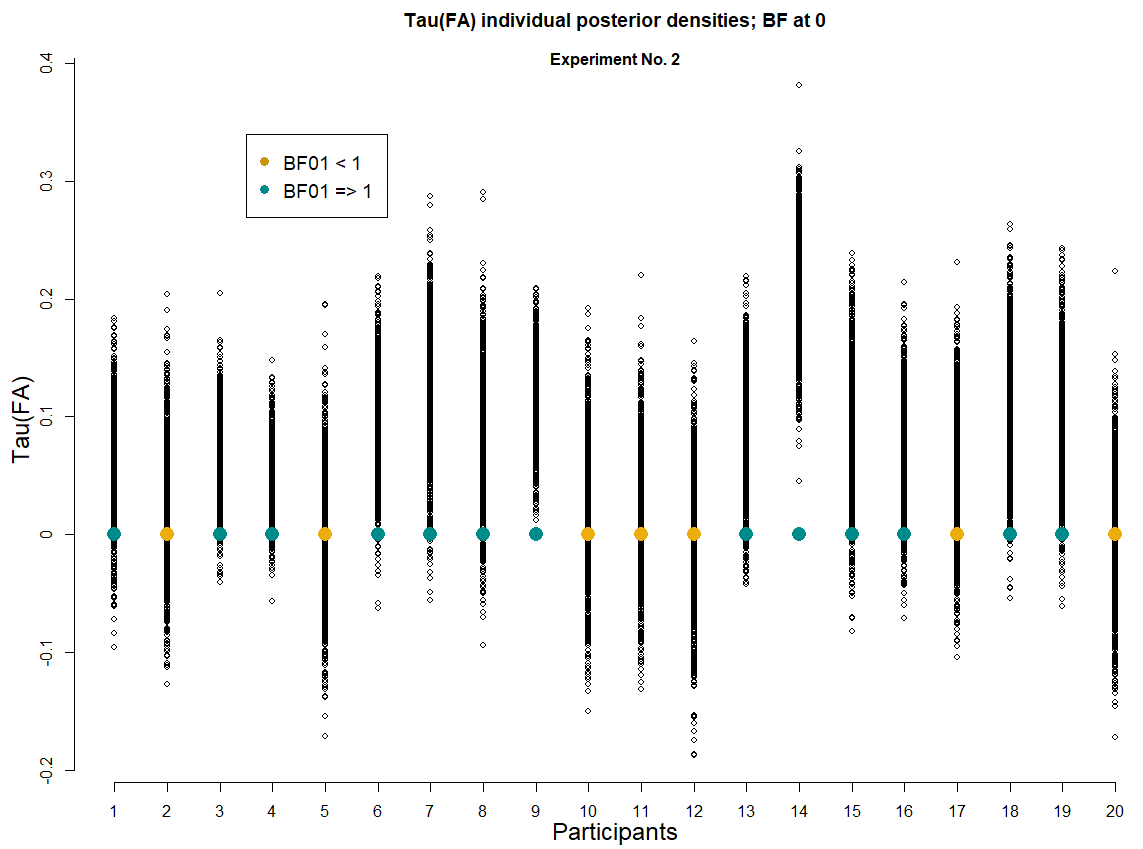 Tau(FA) individual posterior densities; BF at 0
Experiment No. 2
BF01 < 1
BF01 => 1
Tau(FA)
0.4
0.3
0.2
0.1
0
-0.1
-0.2
1 2 3 4 5 6 7 8 9 10 11 12 13 14 15 16 17 18 19 20
Participants